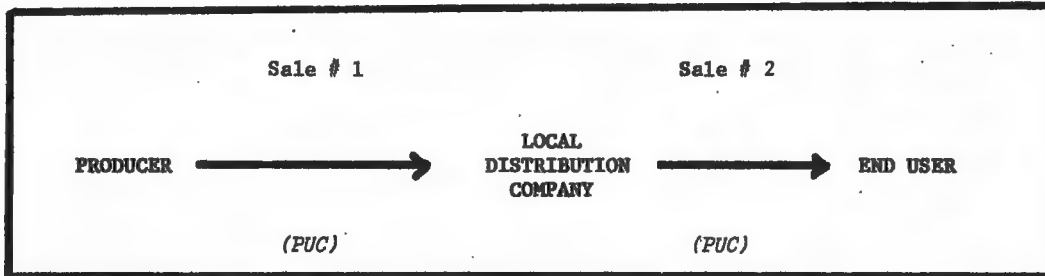 Sale # 1
Sale # 2
PRODUCER
LOCAL
DISTRIBUTION
COMPANY
END USER
(PUC)
(PUC)